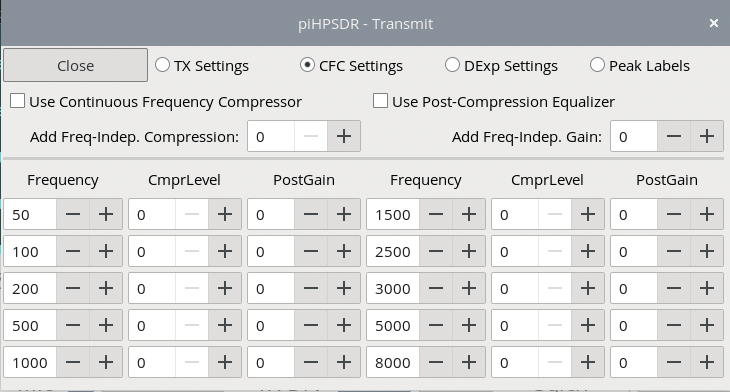 piHPSDR - Transmit ×
Close TX Settings CFC Settings DExp Settings Peak Labels
Use Continuous Frequency Compressor Use Post-Compression Equalizer
Add Freq-Indep. Compression: 0 — + Add Freq-Indep. Gain: 0 — +
Frequency CmprLevel PostGain Frequency CmprLevel PostGain
50 — + 0 — + 0 — + 1500 — + 0 — + 0 — +
100 — + 0 — + 0 — + 2500 — + 0 — + 0 — +
200 — + 0 — + 0 — + 3000 — + 0 — + 0 — +
500 — + 0 — + 0 — + 5000 — + 0 — + 0 — +
1000 — + 0 — + 0 — + 8000 — + 0 — + 0 — +